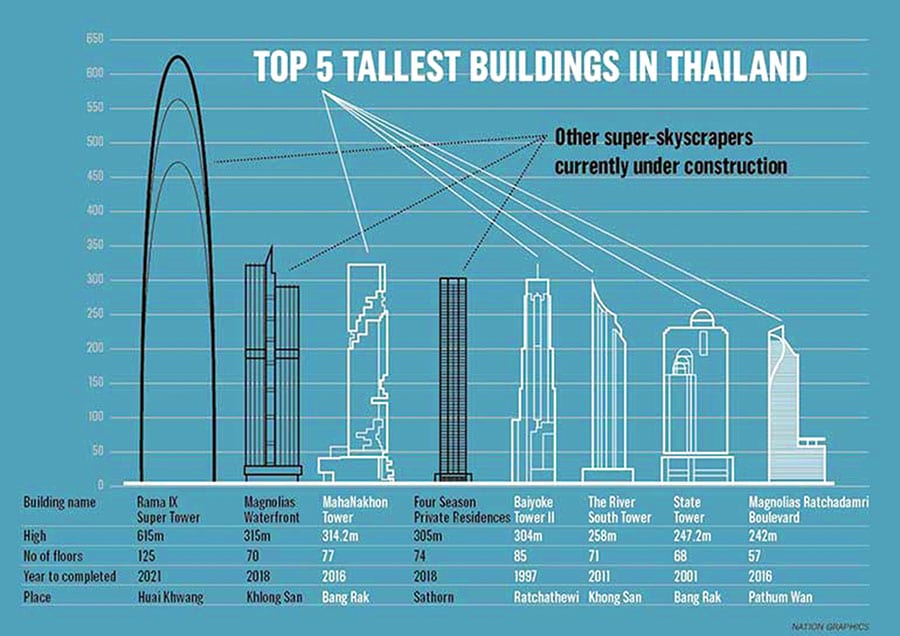 TOP 5 TALLEST BUILDINGS IN THAILAND
Other super-skyscrapers
currently under construction
650
600
550
500
450
400
350
300
250
200
150
100
50
0
Building name Rama IX Magnolias MahaNakhon Four Season Baiyoke The River State Magnolias Ratchadamri
Super Tower Waterfront Tower Private Residences Tower II South Tower Tower Boulevard
High 615m 315m 314.2m 305m 304m 258m 247.2m 242m
No of floors 125 70 77 74 85 71 68 57
Year to completed 2021 2018 2016 2018 1997 2011 2001 2016
Place Huai Khwang Khlong San Bang Rak Sathorn Ratchathewi Khong San Bang Rak Pathum Wan
NATION GRAPHICS